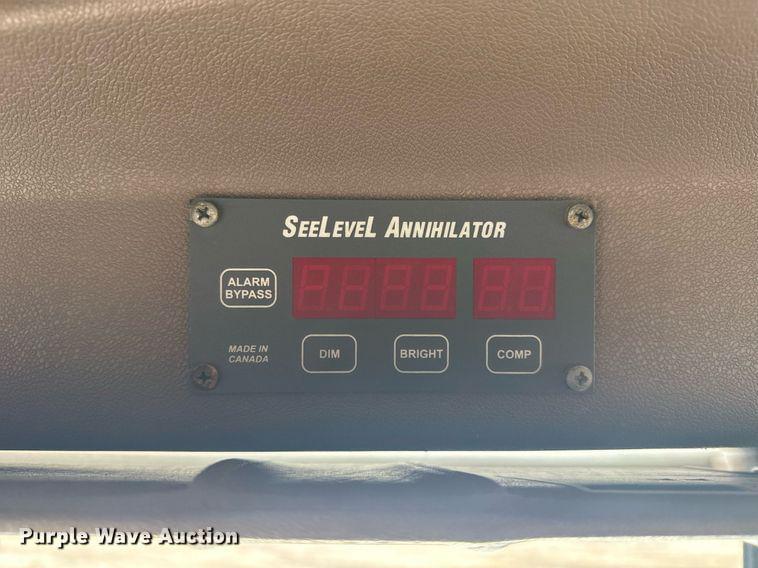 SEELEVEL ANNIHILATOR
ALARM
BYPASS
MADE IN
CANADA
DIM
BRIGHT
COMP
Purple Wave Auction